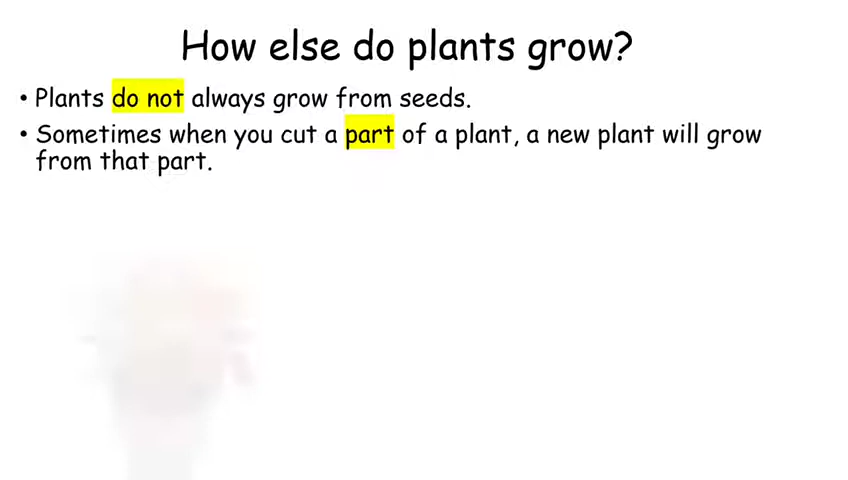 How else do plants grow?
• Plants do not always grow from seeds.
• Sometimes when you cut a part of a plant, a new plant will grow
from that part.